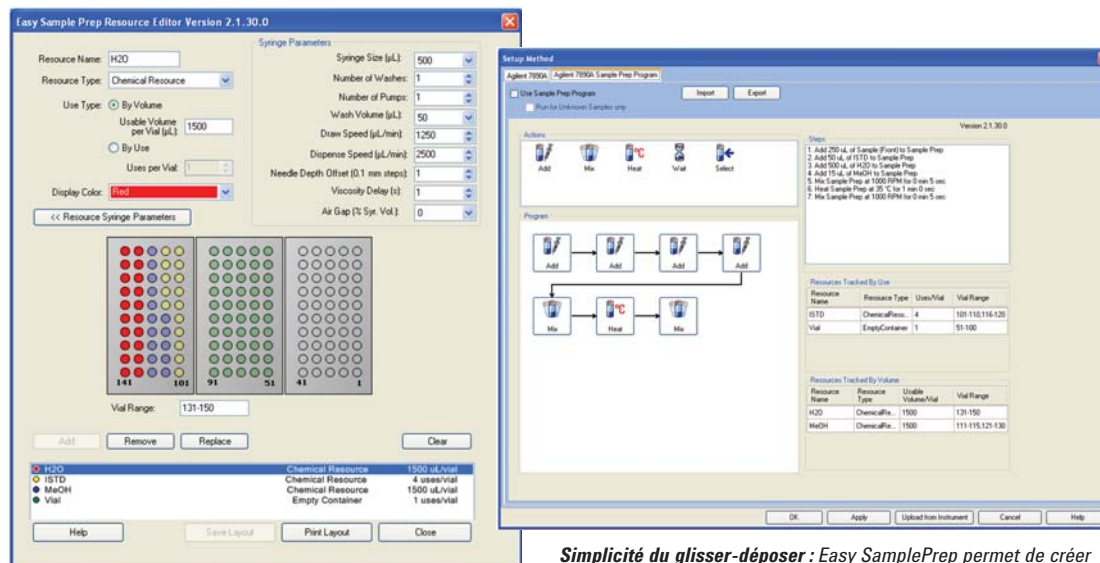 Easy Sample Prep Resource Editor Version 2.1.30.0
Resource Name: H2O
Resource Type: Chemical Resource
Use Type: By Volume
Usable Volume per Vial (µL): 1500
By Use
Uses per Vial: 1
Display Color: Red
<< Resource Syringe Parameters
Syringe Parameters
Syringe Size (µL): 500
Number of Washes: 1
Number of Pumps: 1
Wash Volume (µL): 50
Draw Speed (µL/min): 1250
Dispense Speed (µL/min): 2500
Needle Depth Offset (0.1 mm steps): 1
Viscosity Delay (s): 1
Air Gap (% Syr. Vol.): 0
141 101 91 51 41 1
Vial Range: 131-150
Add Remove Replace Clear
H2O Chemical Resource 1500 uL/vial
ISTD Chemical Resource 4 uses/vial
MeOH Chemical Resource 1500 uL/vial
Vial Empty Container 1 uses/vial
Help Save Layout Print Layout Close
Setup Method
Agilent 7890A Agilent 7890A Sample Prep Program
Use Sample Prep Program Import Export
Run for Unknown Samples only
Version 2.1.30.0
Actions
Add Mix Heat Wait Select
Program
Add Add Add Add
Mix Heat Mix
Steps
1. Add 250 uL of Sample (Front) to Sample Prep
2. Add 50 uL of ISTD to Sample Prep
3. Add 500 uL of H2O to Sample Prep
4. Add 15 uL of MeOH to Sample Prep
5. Mix Sample Prep at 1000 RPM for 0 min 5 sec
6. Heat Sample Prep at 35 °C for 1 min 0 sec
7. Mix Sample Prep at 1000 RPM for 0 min 5 sec
Resources Tracked By Use
Resource Name Resource Type Uses/Vial Vial Range
ISTD ChemicalReso... 4 101-110,116-120
Vial EmptyContainer 1 51-100
Resources Tracked By Volume
Resource Name Resource Type Usable Volume/Vial Vial Range
H2O ChemicalRe... 1500 131-150
MeOH ChemicalRe... 1500 111-115,121-130
OK Apply Upload from Instrument Cancel Help
Simplicité du glisser-déposer : Easy SamplePrep permet de créer